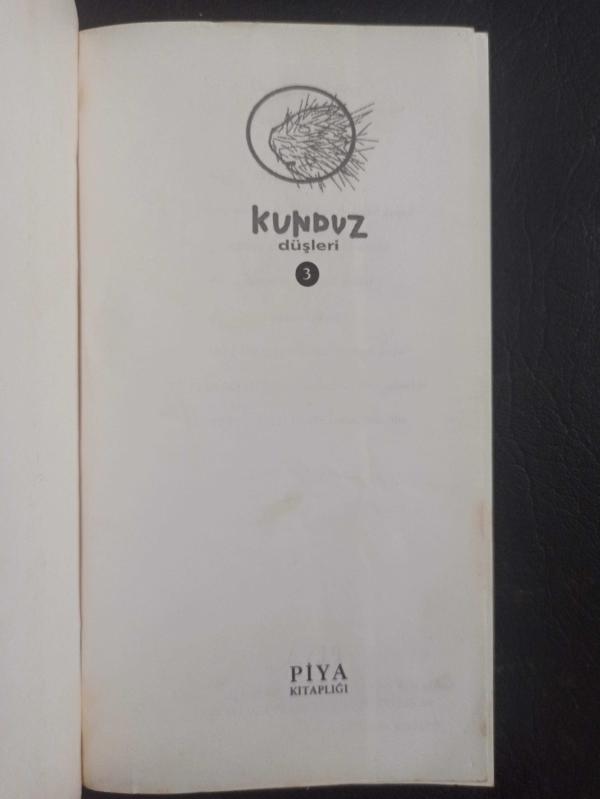 KUNDUZ
düşleri
3
PİYA
KITAPLIĞI